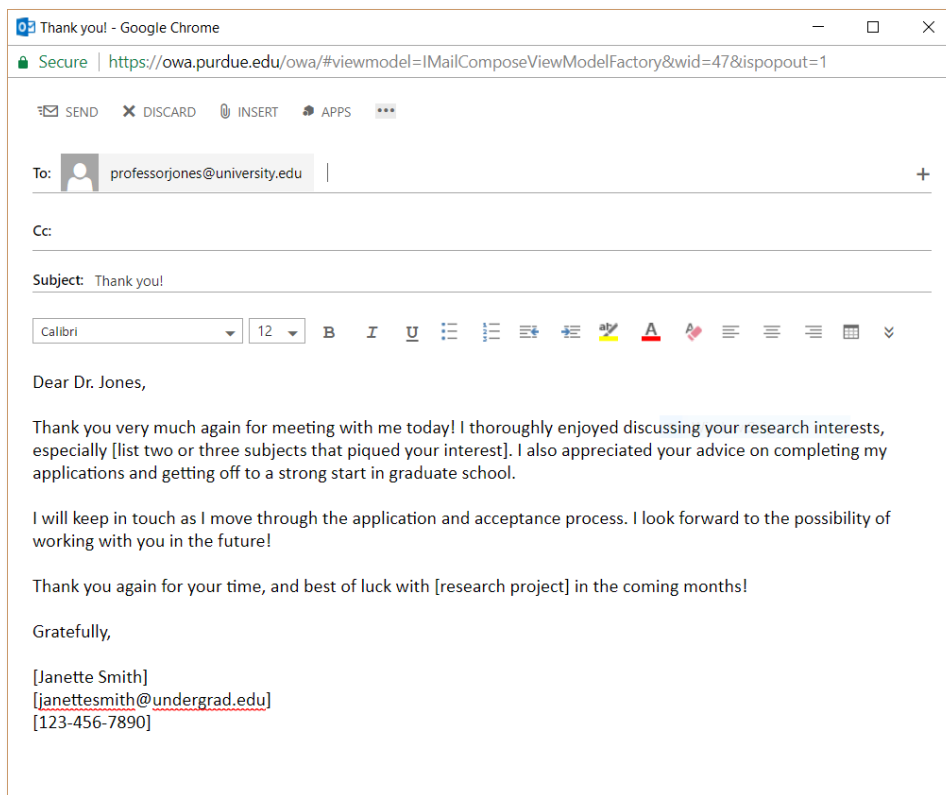 Thank you! - Google Chrome
Secure | https://owa.purdue.edu/owa/#viewmodel=IMailComposeViewModelFactory&wid=47&ispopout=1
SEND DISCARD INSERT APPS •••
To: professorjones@university.edu
Cc:
Subject: Thank you!
Calibri 12 B I U A
Dear Dr. Jones,
Thank you very much again for meeting with me today! I thoroughly enjoyed discussing your research interests,
especially [list two or three subjects that piqued your interest]. I also appreciated your advice on completing my
applications and getting off to a strong start in graduate school.
I will keep in touch as I move through the application and acceptance process. I look forward to the possibility of
working with you in the future!
Thank you again for your time, and best of luck with [research project] in the coming months!
Gratefully,
[Janette Smith]
[janettesmith@undergrad.edu]
[123-456-7890]